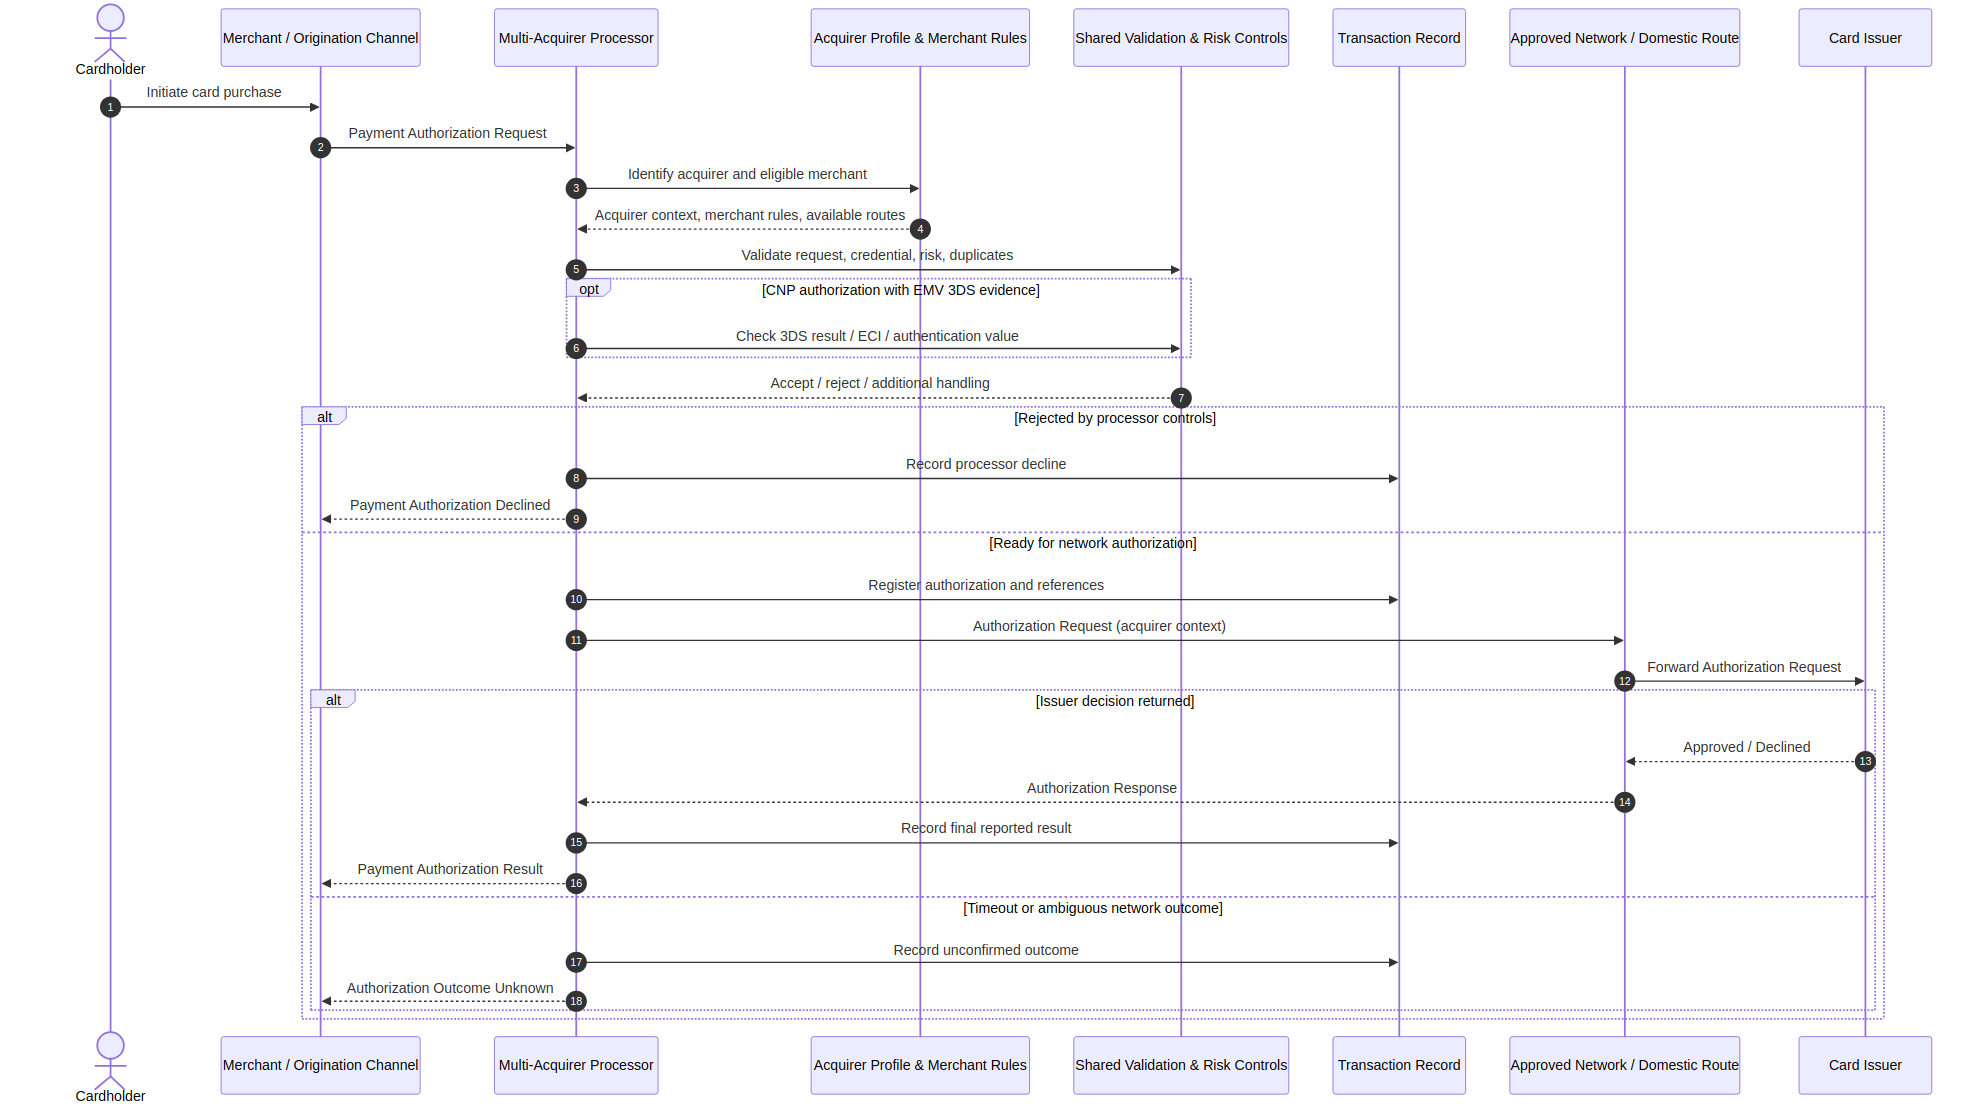 Cardholder
Merchant / Origination Channel
Multi-Acquirer Processor
Acquirer Profile & Merchant Rules
Shared Validation & Risk Controls
Transaction Record
Approved Network / Domestic Route
Card Issuer
Initiate card purchase
1
Payment Authorization Request
2
Identify acquirer and eligible merchant
3
Acquirer context, merchant rules, available routes
4
Validate request, credential, risk, duplicates
5
opt
[CNP authorization with EMV 3DS evidence]
Check 3DS result / ECI / authentication value
6
Accept / reject / additional handling
7
alt
[Rejected by processor controls]
Record processor decline
8
Payment Authorization Declined
9
[Ready for network authorization]
Register authorization and references
10
Authorization Request (acquirer context)
11
Forward Authorization Request
12
alt
[Issuer decision returned]
Approved / Declined
13
Authorization Response
14
Record final reported result
15
Payment Authorization Result
16
[Timeout or ambiguous network outcome]
Record unconfirmed outcome
17
Authorization Outcome Unknown
18
Cardholder
Merchant / Origination Channel
Multi-Acquirer Processor
Acquirer Profile & Merchant Rules
Shared Validation & Risk Controls
Transaction Record
Approved Network / Domestic Route
Card Issuer